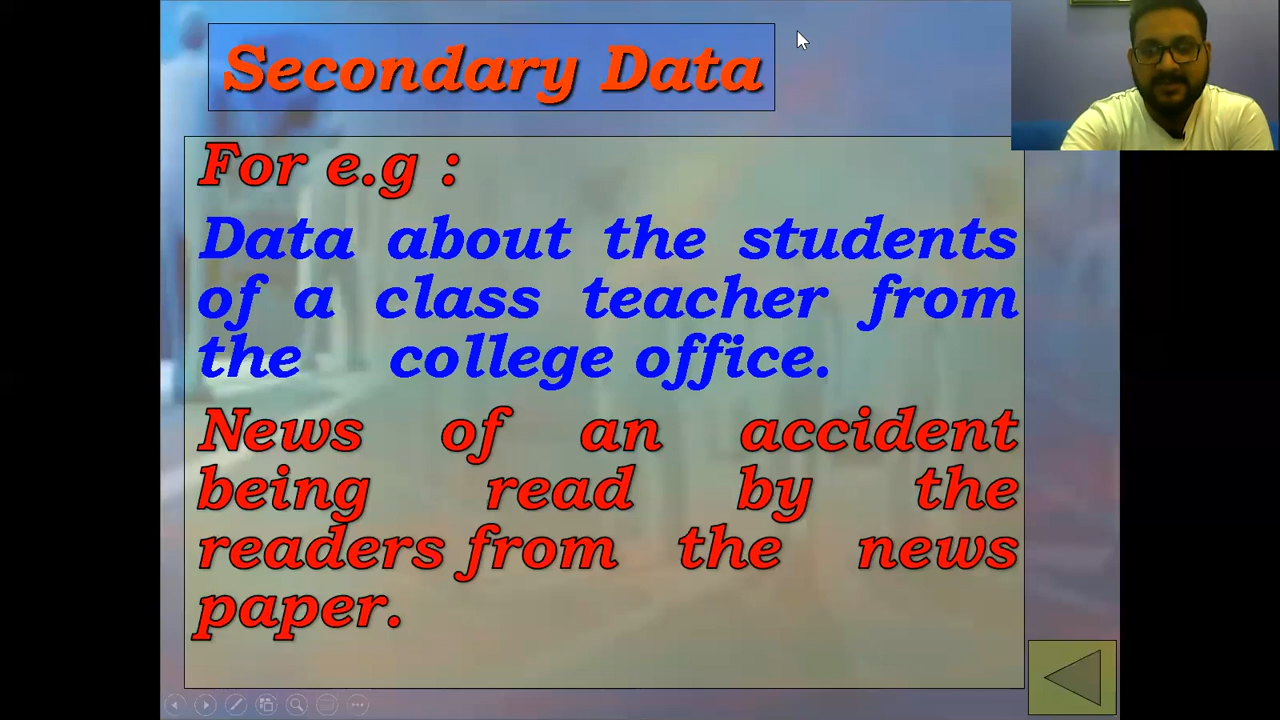 Secondary Data
For e.g :
Data about the students
of a class teacher from
the college office.
News of an accident
being read by the
readers from the news
paper.